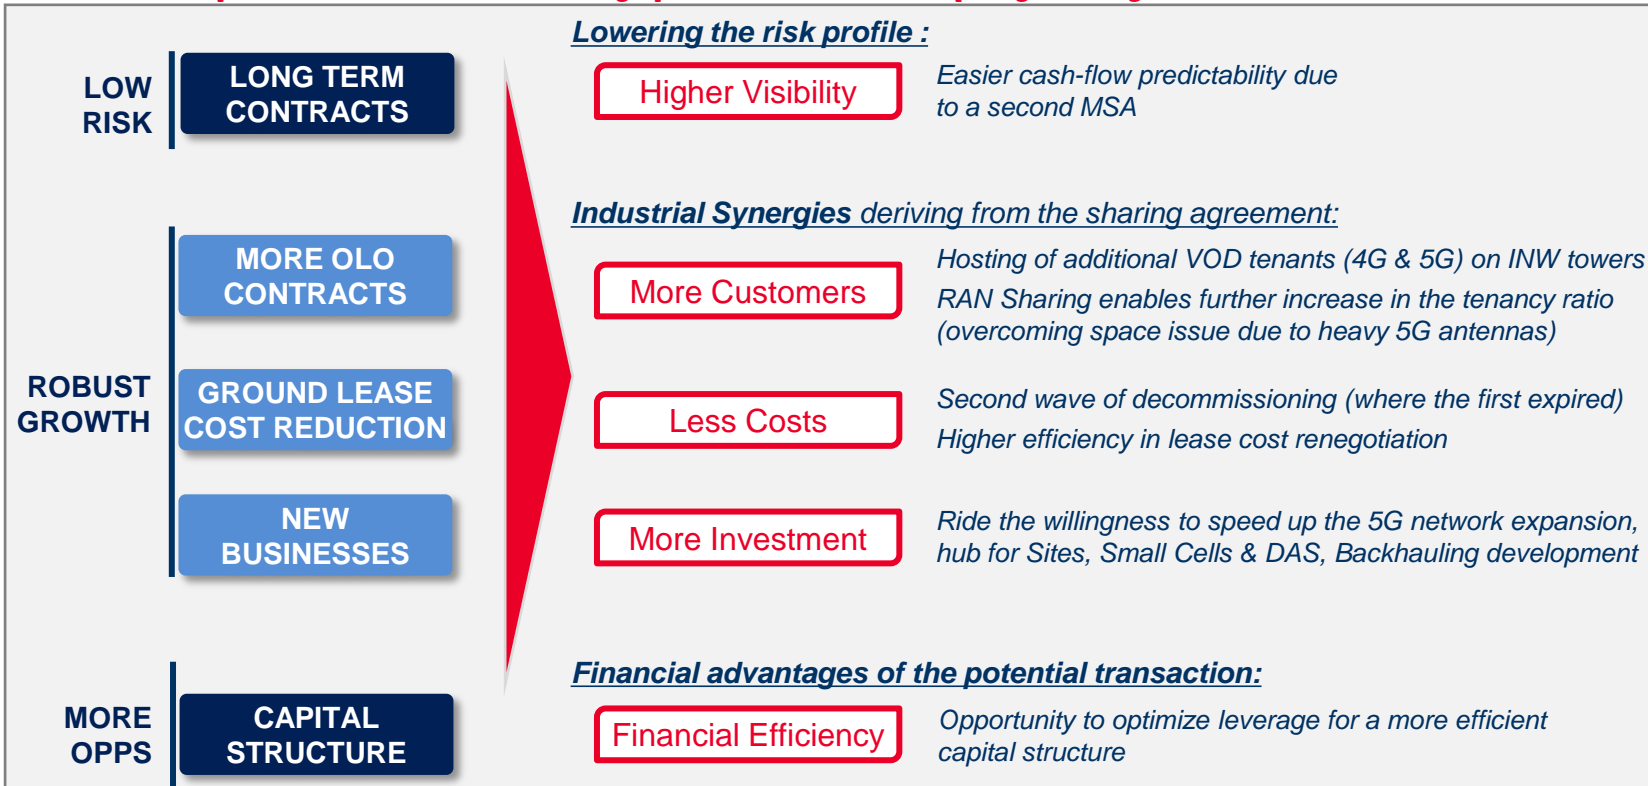 Lowering the risk profile :
LOW
RISK
LONG TERM
CONTRACTS
Higher Visibility
Easier cash-flow predictability due
to a second MSA
Industrial Synergies deriving from the sharing agreement:
ROBUST
GROWTH
MORE OLO
CONTRACTS
More Customers
Hosting of additional VOD tenants (4G & 5G) on INW towers
RAN Sharing enables further increase in the tenancy ratio
(overcoming space issue due to heavy 5G antennas)
GROUND LEASE
COST REDUCTION
Less Costs
Second wave of decommissioning (where the first expired)
Higher efficiency in lease cost renegotiation
NEW
BUSINESSES
More Investment
Ride the willingness to speed up the 5G network expansion,
hub for Sites, Small Cells & DAS, Backhauling development
Financial advantages of the potential transaction:
MORE
OPPS
CAPITAL
STRUCTURE
Financial Efficiency
Opportunity to optimize leverage for a more efficient
capital structure